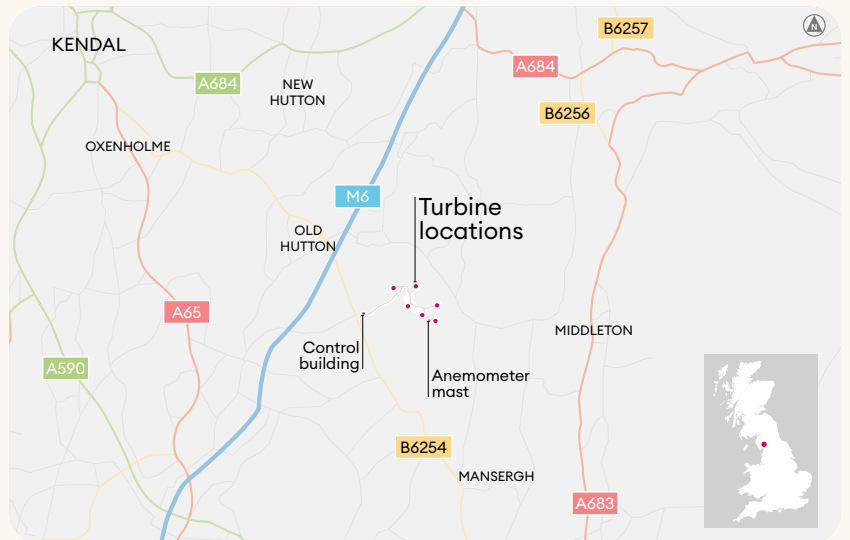 B6257
N
KENDAL
A684
A684
NEW
HUTTON
B6256
OXENHOLME
M6
Turbine
locations
OLD
HUTTON
A65
MIDDLETON
Control
building
A590
Anemometer
mast
B6254
MANSERGH
A683